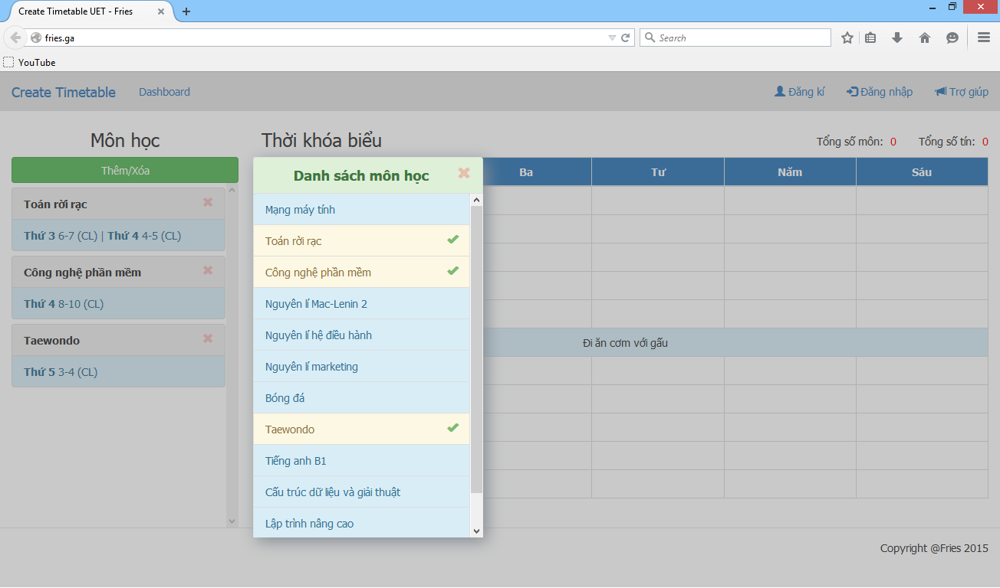 Create Timetable UET - Fries
fries.ga
Search
YouTube
Create Timetable Dashboard Đăng kí Đăng nhập Trợ giúp
Môn học
Thêm/Xóa
Toán rời rạc
Thứ 3 6-7 (CL) | Thứ 4 4-5 (CL)
Công nghệ phần mềm
Thứ 4 8-10 (CL)
Taewondo
Thứ 5 3-4 (CL)
Thời khóa biểu
Tổng số môn: 0 Tổng số tín: 0
Ba Tư Năm Sáu
Đi ăn cơm với gấu
Danh sách môn học
Mạng máy tính
Toán rời rạc
Công nghệ phần mềm
Nguyên lí Mac-Lenin 2
Nguyên lí hệ điều hành
Nguyên lí marketing
Bóng đá
Taewondo
Tiếng anh B1
Cấu trúc dữ liệu và giải thuật
Lập trình nâng cao
Copyright @Fries 2015